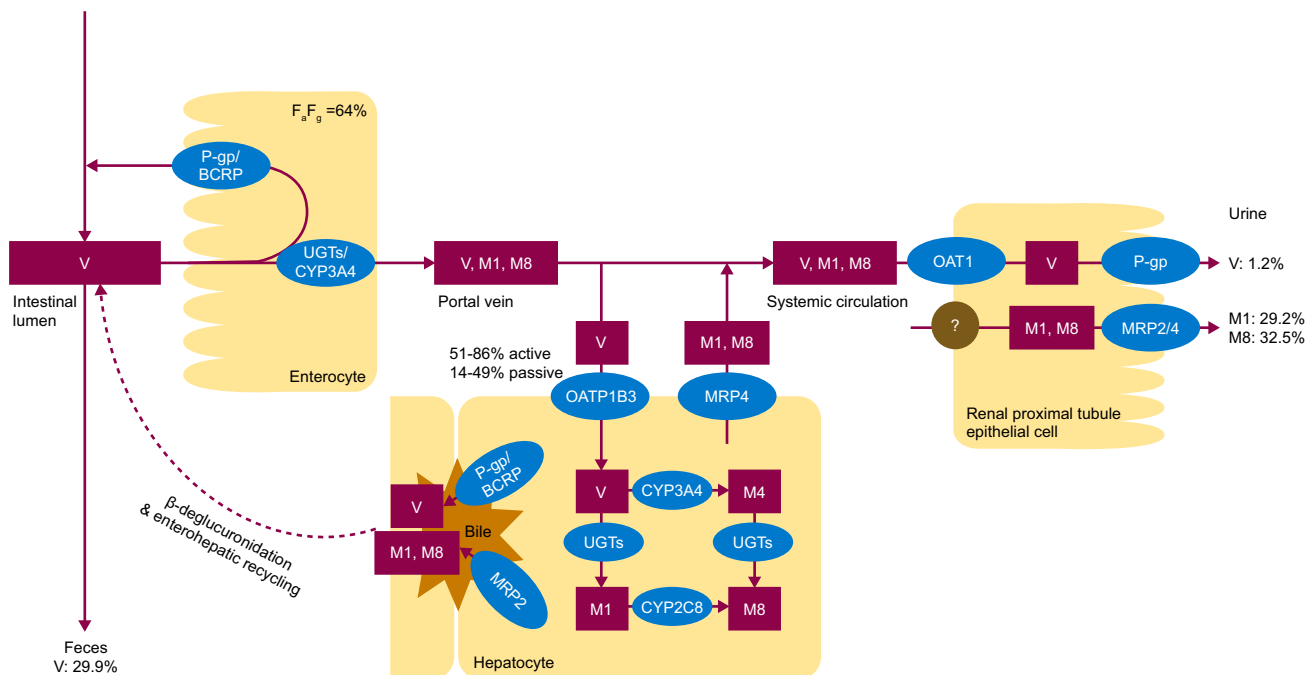 FaFg =64%
P-gp/
BCRP
UGTs/
CYP3A4
V
Intestinal
lumen
Enterocyte
V, M1, M8
Portal vein
V, M1, M8
Systemic circulation
OAT1
V
P-gp
Urine
V: 1.2%
?
M1, M8
MRP2/4
M1: 29.2%
M8: 32.5%
Renal proximal tubule
epithelial cell
V
51-86% active
14-49% passive
OATP1B3
M1, M8
MRP4
P-gp/
BCRP
V
Bile
M1, M8
MRP2
V
CYP3A4
M4
UGTs
UGTs
M1
CYP2C8
M8
Hepatocyte
β-deglucuronidation
& enterohepatic recycling
Feces
V: 29.9%